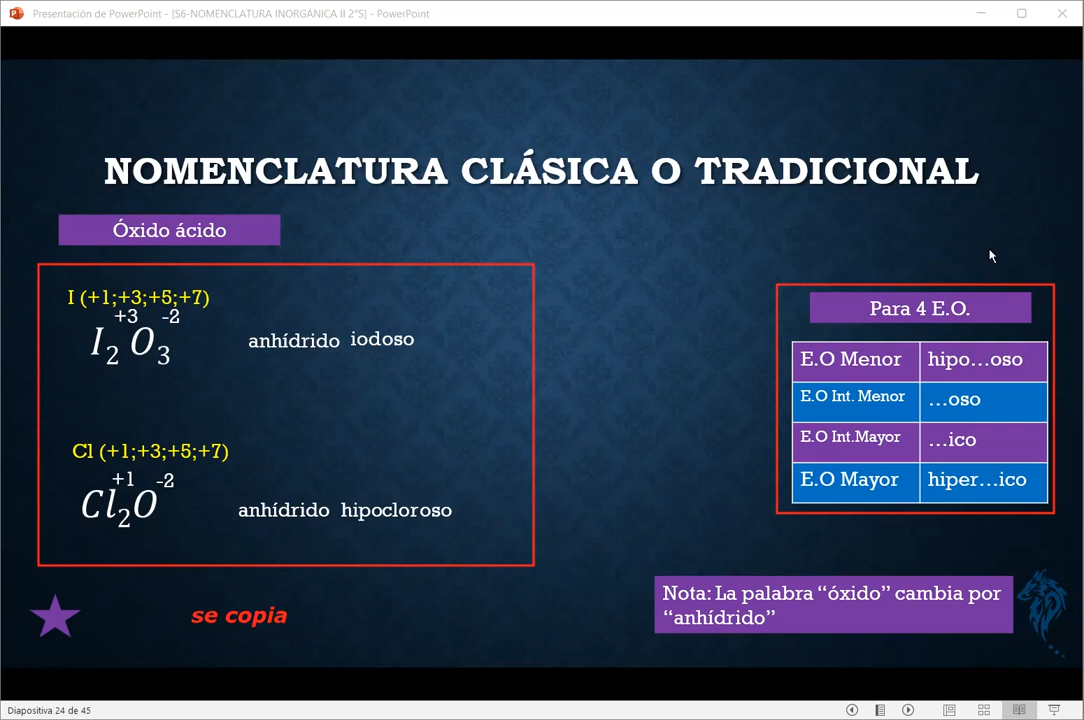 Presentación de PowerPoint - [S6-NOMENCLATURA INORGÁNICA II 2°S] - PowerPoint
NOMENCLATURA CLÁSICA O TRADICIONAL
Óxido ácido
I (+1;+3;+5;+7)
+3 -2
I₂O₃ anhídrido iodoso
Cl (+1;+3;+5;+7)
+1 -2
Cl₂O anhídrido hipocloroso
Para 4 E.O.
E.O Menor hipo...oso
E.O Int. Menor ...oso
E.O Int.Mayor ...ico
E.O Mayor hiper...ico
se copia
Nota: La palabra “óxido” cambia por
“anhídrido”
Diapositiva 24 de 45